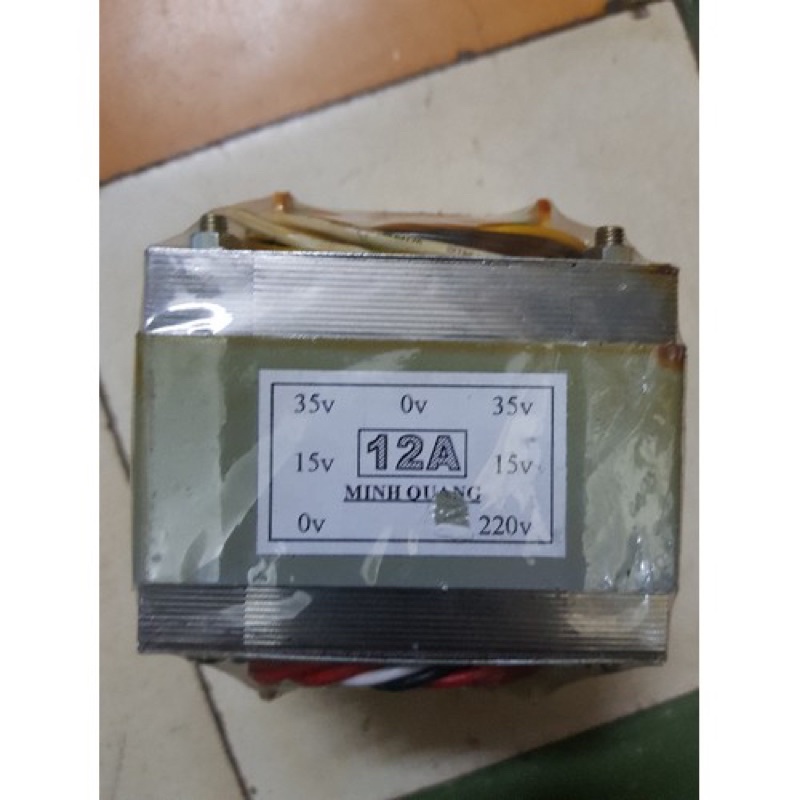 35v 0v 35v
15v 12A 15v
MINH QUANG
0v 220v